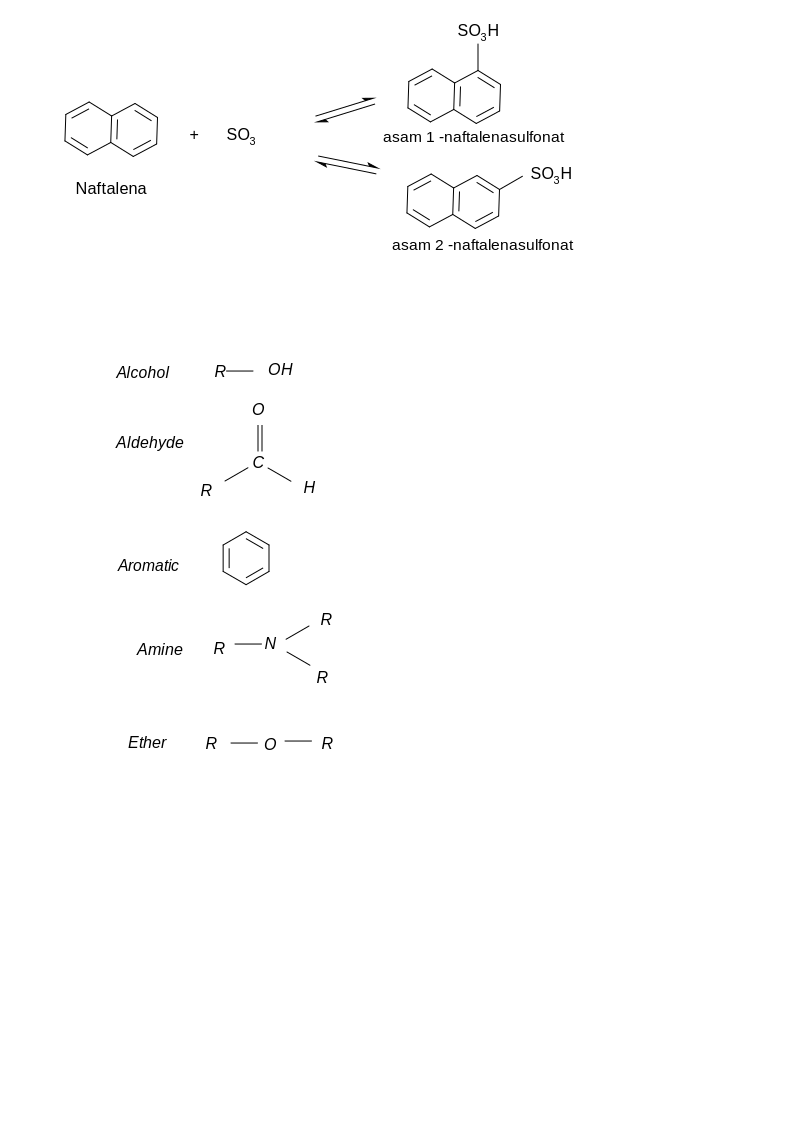 SO3H
Naftalena + SO3
asam 1 -naftalenasulfonat
SO3H
asam 2 -naftalenasulfonat
Alcohol R OH
O
Aldehyde
C
R H
Aromatic
R
Amine R N
R
Ether R O R